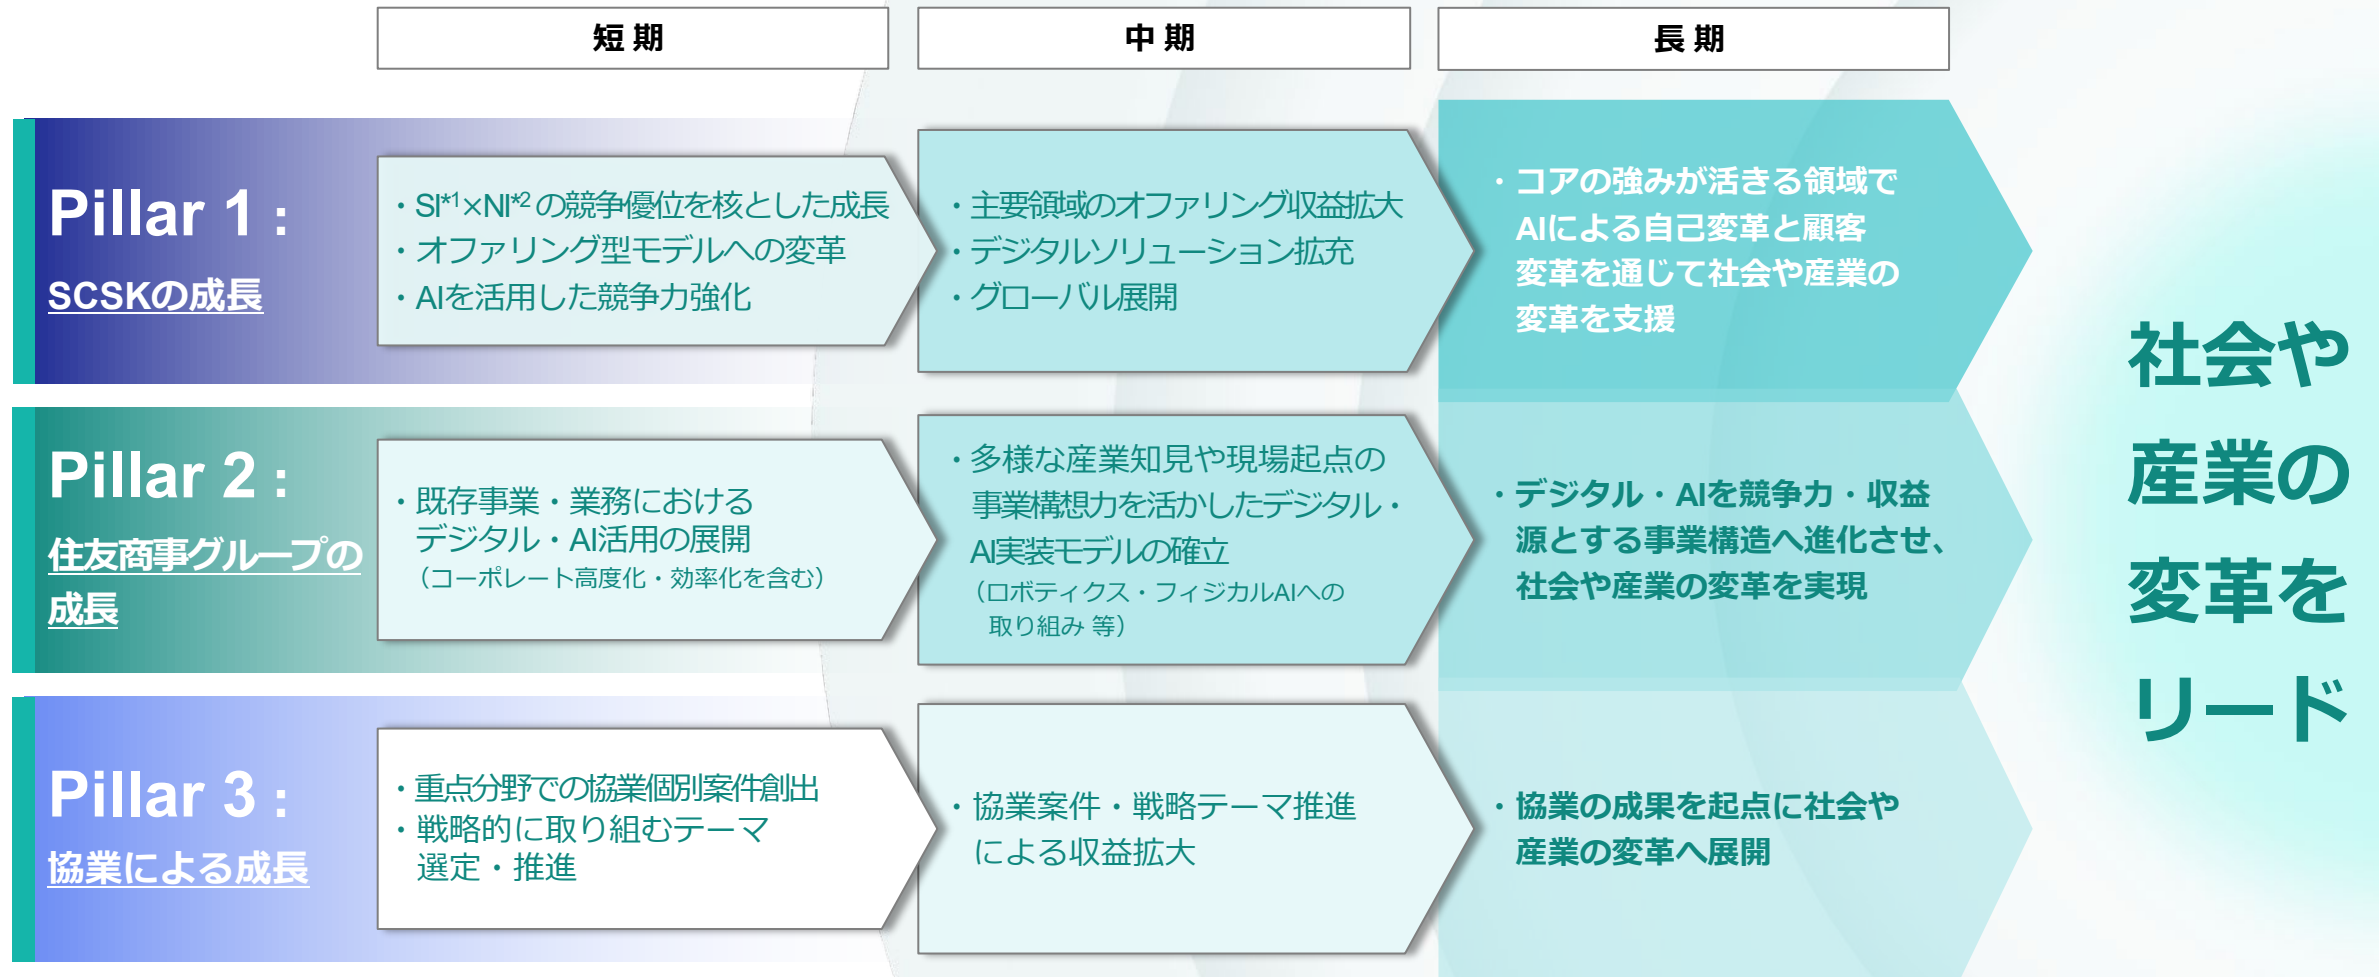 短期
中期
長期
Pillar 1：
SCSKの成長
・SI*1×NI*2 の競争優位を核とした成長
・オファリング型モデルへの変革
・AIを活用した競争力強化
・主要領域のオファリング収益拡大
・デジタルソリューション拡充
・グローバル展開
・コアの強みが活きる領域で
AIによる自己変革と顧客
変革を通じて社会や産業の
変革を支援
Pillar 2：
住友商事グループの
成長
・既存事業・業務における
デジタル・AI活用の展開
（コーポレート高度化・効率化を含む）
・多様な産業知見や現場起点の
事業構想力を活かしたデジタル・
AI実装モデルの確立
（ロボティクス・フィジカルAIへの
取り組み 等）
・デジタル・AIを競争力・収益
源とする事業構造へ進化させ、
社会や産業の変革を実現
Pillar 3：
協業による成長
・重点分野での協業個別案件創出
・戦略的に取り組むテーマ
選定・推進
・協業案件・戦略テーマ推進
による収益拡大
・協業の成果を起点に社会や
産業の変革へ展開
社会や
産業の
変革を
リード